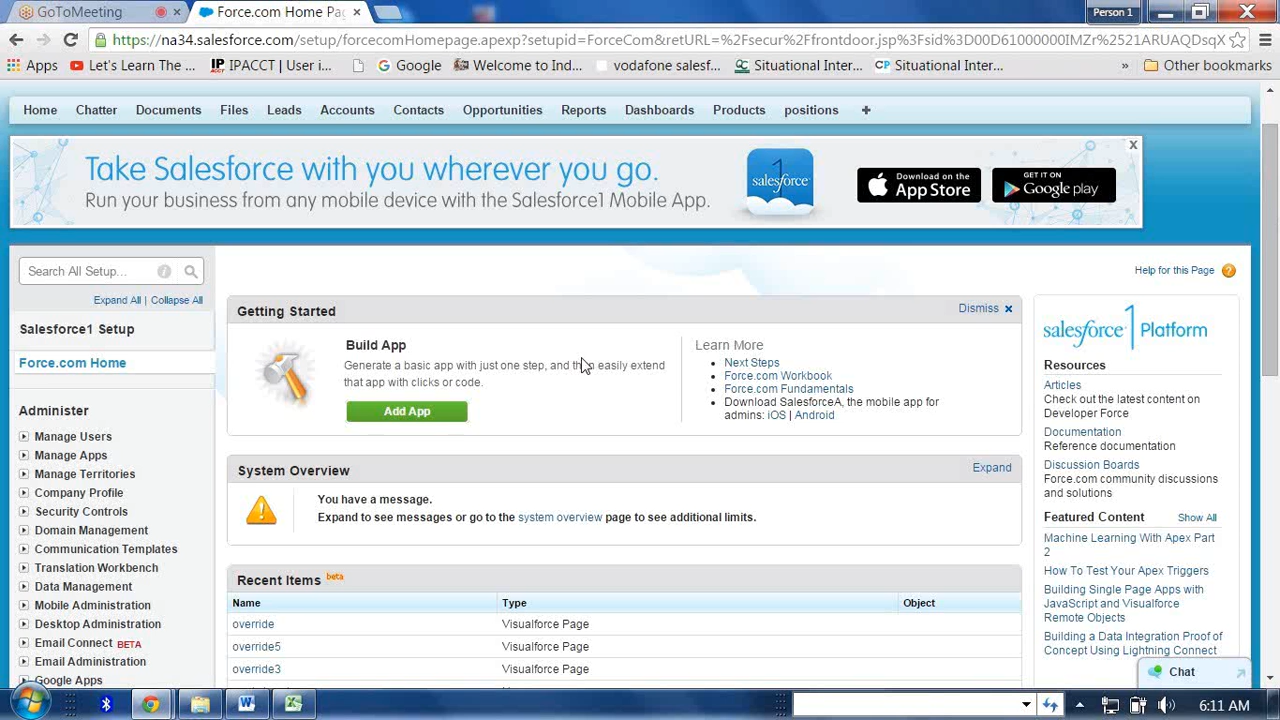 GoToMeeting
Force.com Home Pag
Person 1
https://na34.salesforce.com/setup/forcecomHomepage.apexp?setupid=ForceCom&retURL=%2Fsecur%2Ffrontdoor.jsp%3Fsid%3D00D61000000IMZr%2521ARUAQDsqX
Apps
Let's Learn The ...
IPACCT | User i...
Google
Welcome to Ind...
vodafone salesf...
Situational Inter...
CP Situational Inter...
»
Other bookmarks
Home Chatter Documents Files Leads Accounts Contacts Opportunities Reports Dashboards Products positions +
Take Salesforce with you wherever you go.
Run your business from any mobile device with the Salesforce1 Mobile App.
1
salesforce
Download on the
App Store
GET IT ON
Google play
X
Search All Setup...
Expand All | Collapse All
Salesforce1 Setup
Force.com Home
Administer
Manage Users
Manage Apps
Manage Territories
Company Profile
Security Controls
Domain Management
Communication Templates
Translation Workbench
Data Management
Mobile Administration
Desktop Administration
Email Connect BETA
Email Administration
Google Apps
Help for this Page ?
Getting Started
Dismiss x
Build App
Generate a basic app with just one step, and then easily extend
that app with clicks or code.
Add App
Learn More
Next Steps
Force.com Workbook
Force.com Fundamentals
Download SalesforceA, the mobile app for
admins: iOS | Android
System Overview
Expand
You have a message.
Expand to see messages or go to the system overview page to see additional limits.
Recent Items beta
Name Type Object
override Visualforce Page
override5 Visualforce Page
override3 Visualforce Page
salesforce1 Platform
Resources
Articles
Check out the latest content on
Developer Force
Documentation
Reference documentation
Discussion Boards
Force.com community discussions
and solutions
Featured Content Show All
Machine Learning With Apex Part
2
How To Test Your Apex Triggers
Building Single Page Apps with
JavaScript and Visualforce
Remote Objects
Building a Data Integration Proof of
Concept Using Lightning Connect
Chat
6:11 AM